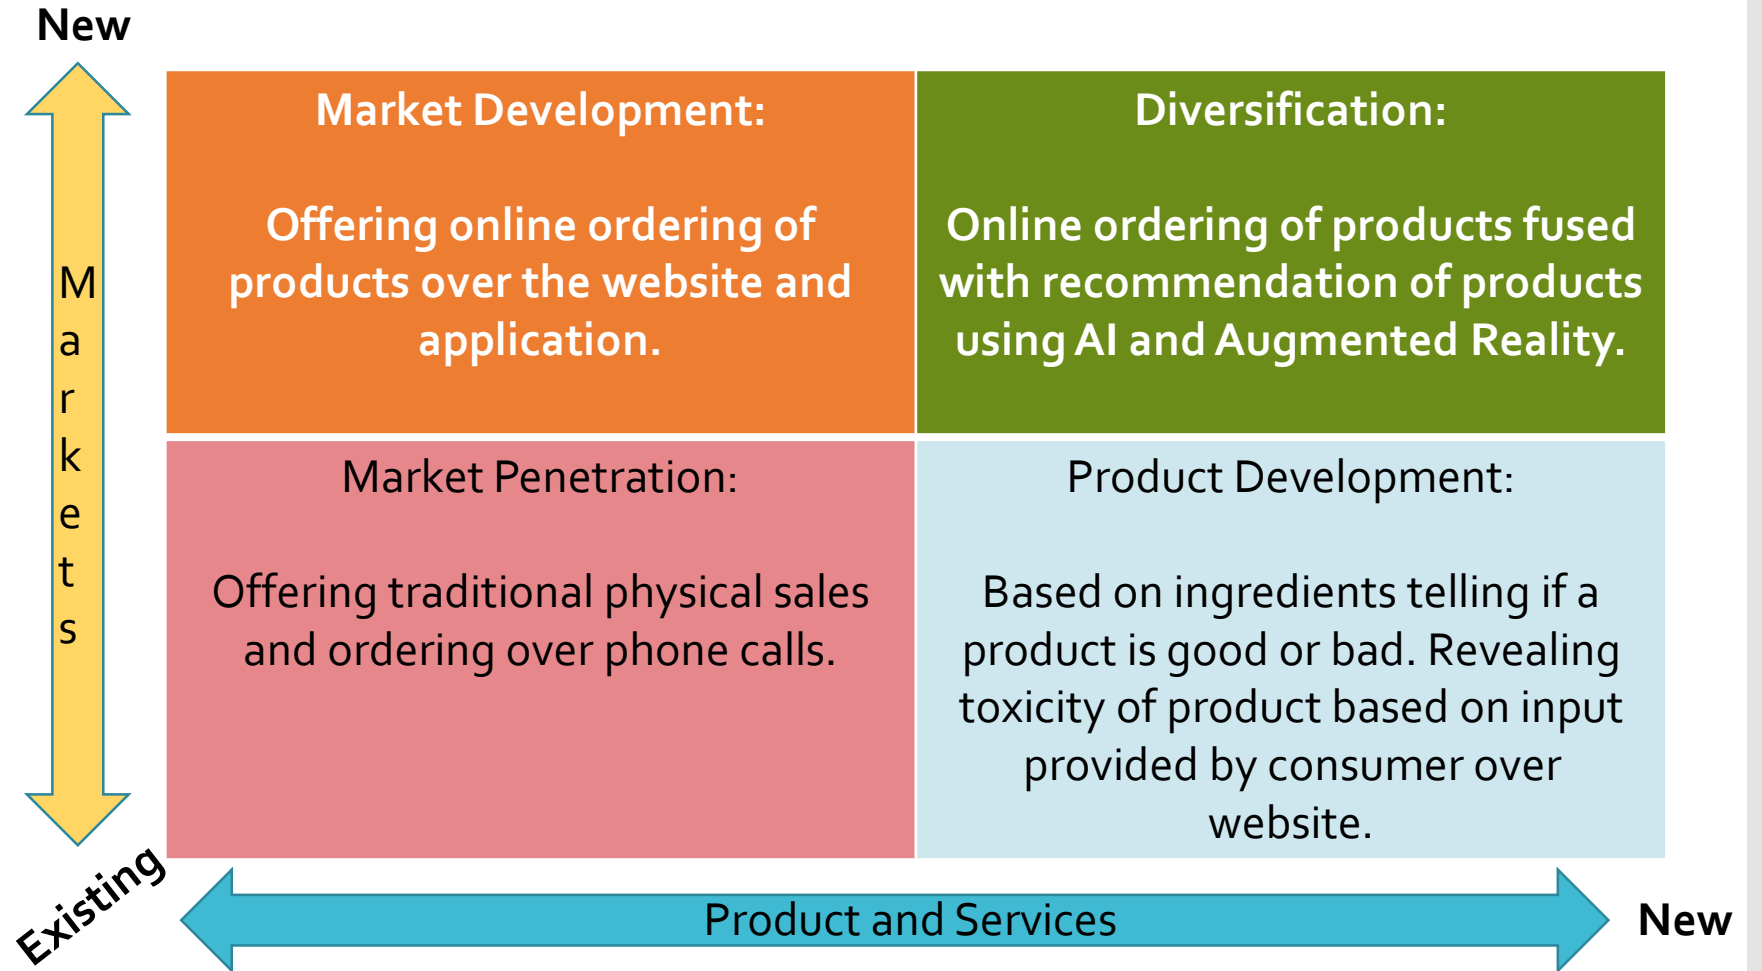 New
Markets
Market Development:
Offering online ordering of
products over the website and
application.
Diversification:
Online ordering of products fused
with recommendation of products
using AI and Augmented Reality.
Market Penetration:
Offering traditional physical sales
and ordering over phone calls.
Product Development:
Based on ingredients telling if a
product is good or bad. Revealing
toxicity of product based on input
provided by consumer over
website.
Existing
Product and Services
New